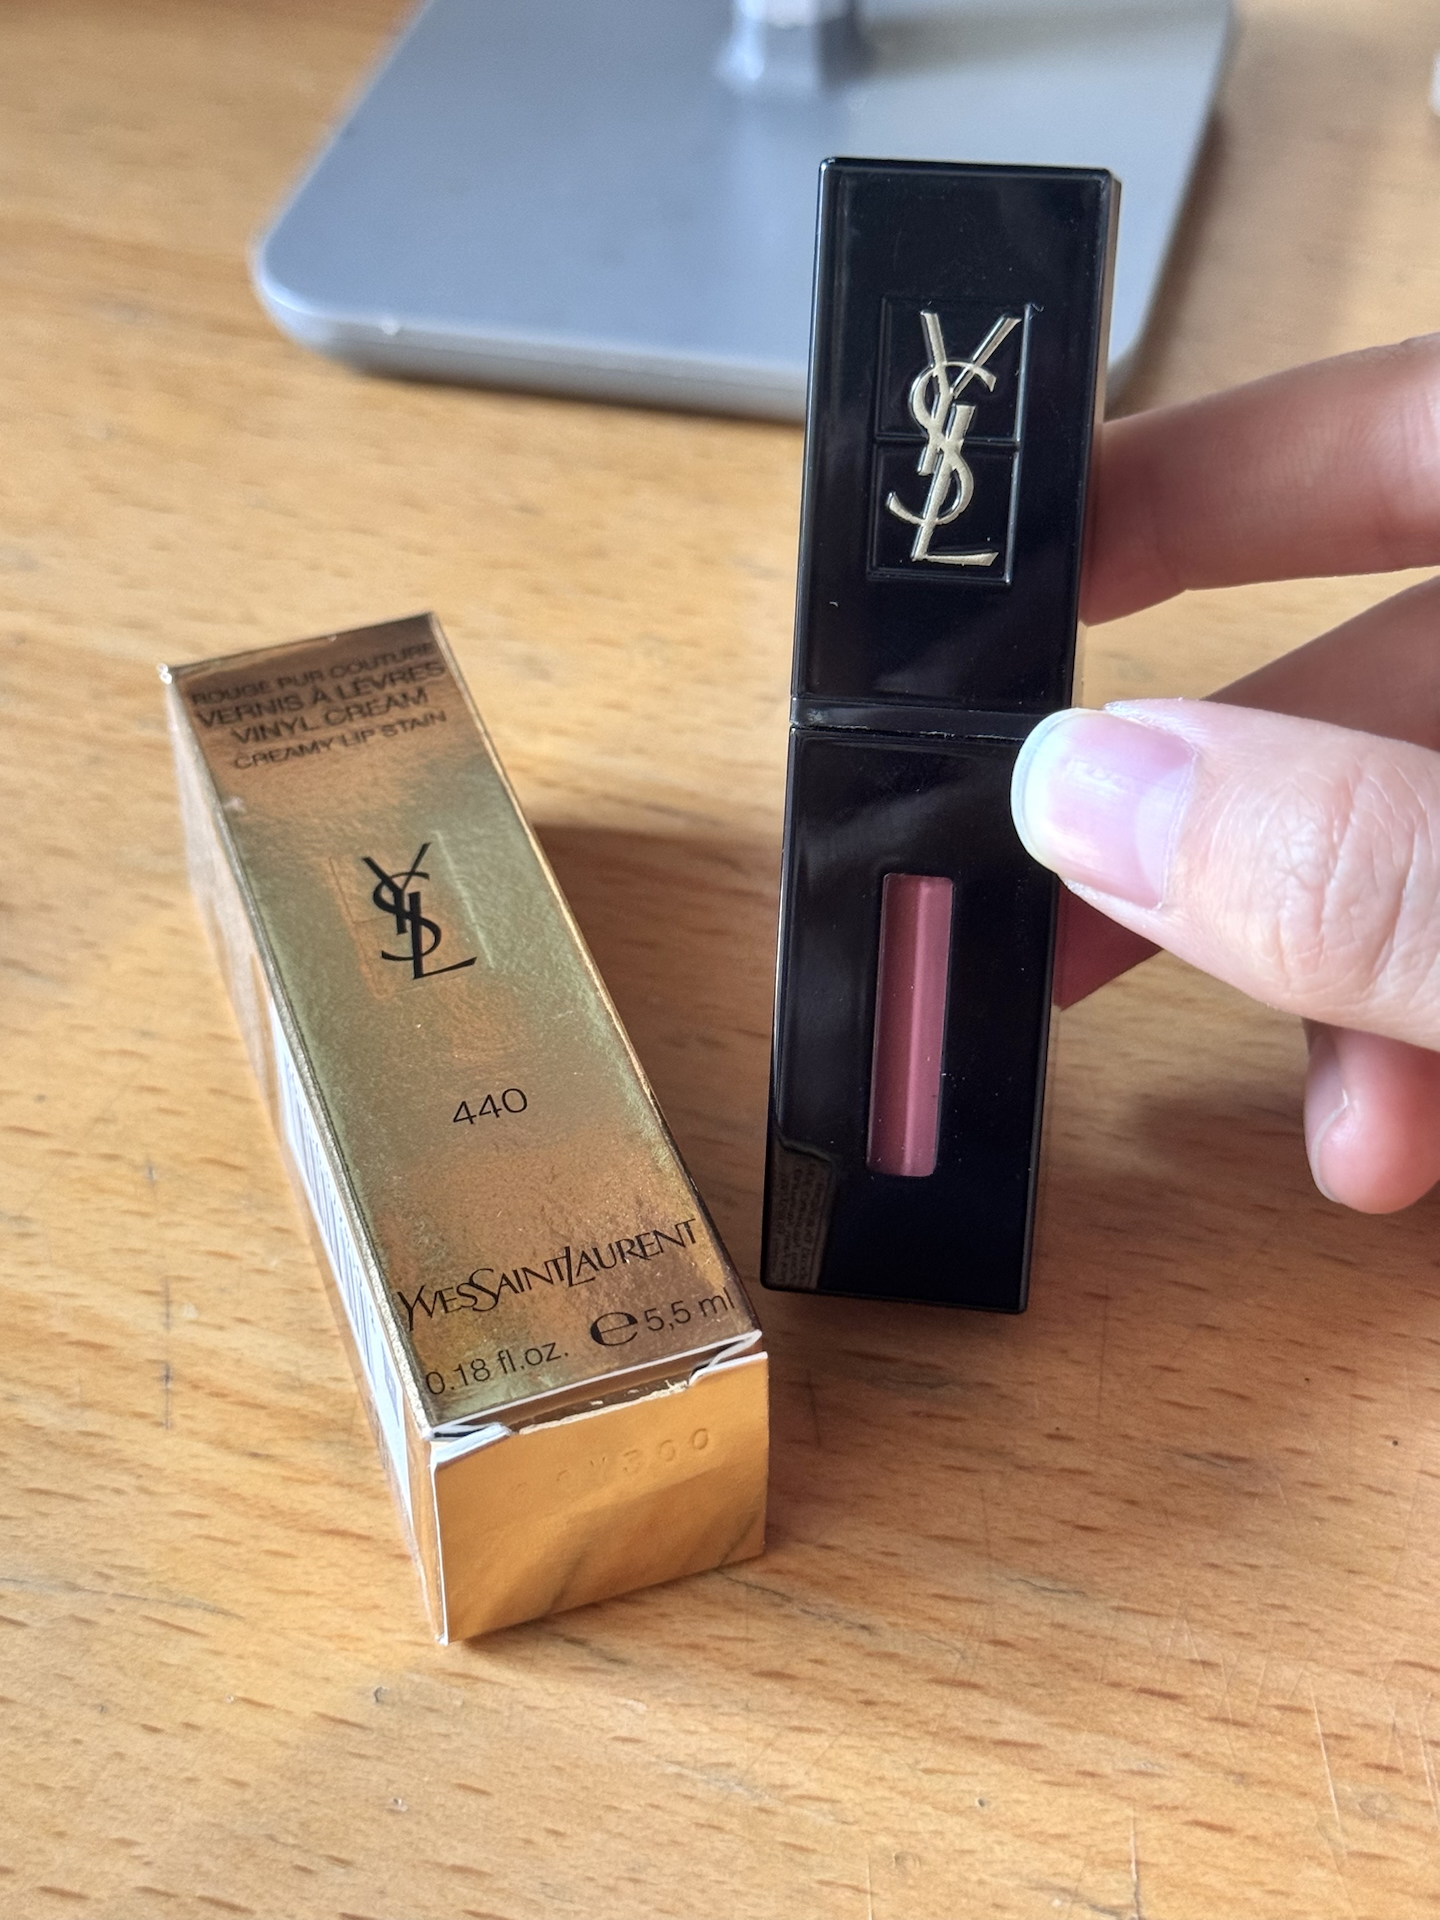 ROUGE PUR COUTURE
VERNIS À LÈVRES
VINYL CREAM
CREAMY LIP STAIN
YSL
440
YVESSAINTLAURENT
0.18 fl.oz. e 5,5 ml
YSL